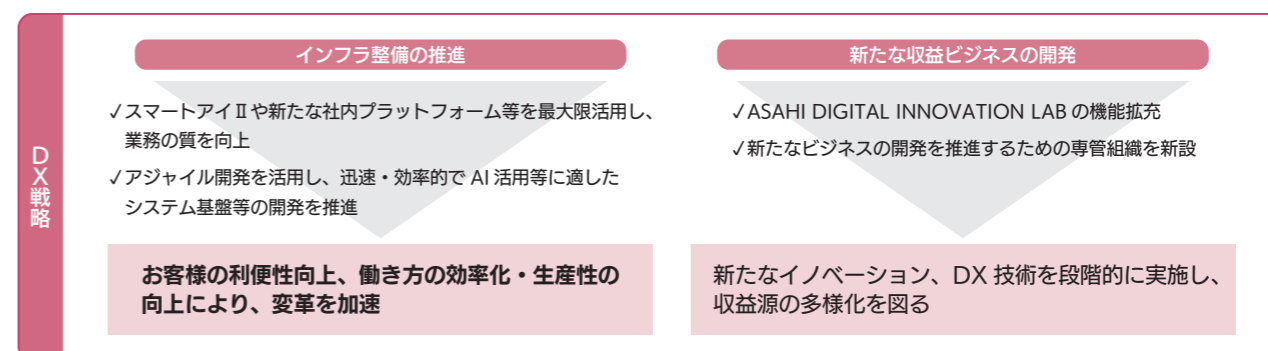 DX戦略
インフラ整備の推進
✓スマートアイⅡや新たな社内プラットフォーム等を最大限活用し、
業務の質を向上
✓アジャイル開発を活用し、迅速・効率的で AI 活用等に適した
システム基盤等の開発を推進
お客様の利便性向上、働き方の効率化・生産性の
向上により、変革を加速
新たな収益ビジネスの開発
✓ASAHI DIGITAL INNOVATION LAB の機能拡充
✓新たなビジネスの開発を推進するための専管組織を新設
新たなイノベーション、DX 技術を段階的に実施し、
収益源の多様化を図る